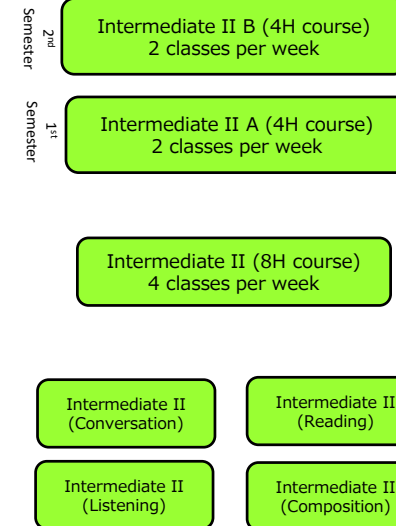 2nd
Semester
Intermediate II B (4H course)
2 classes per week
1st
Semester
Intermediate II A (4H course)
2 classes per week
Intermediate II (8H course)
4 classes per week
Intermediate II
(Conversation)
Intermediate II
(Reading)
Intermediate II
(Listening)
Intermediate II
(Composition)